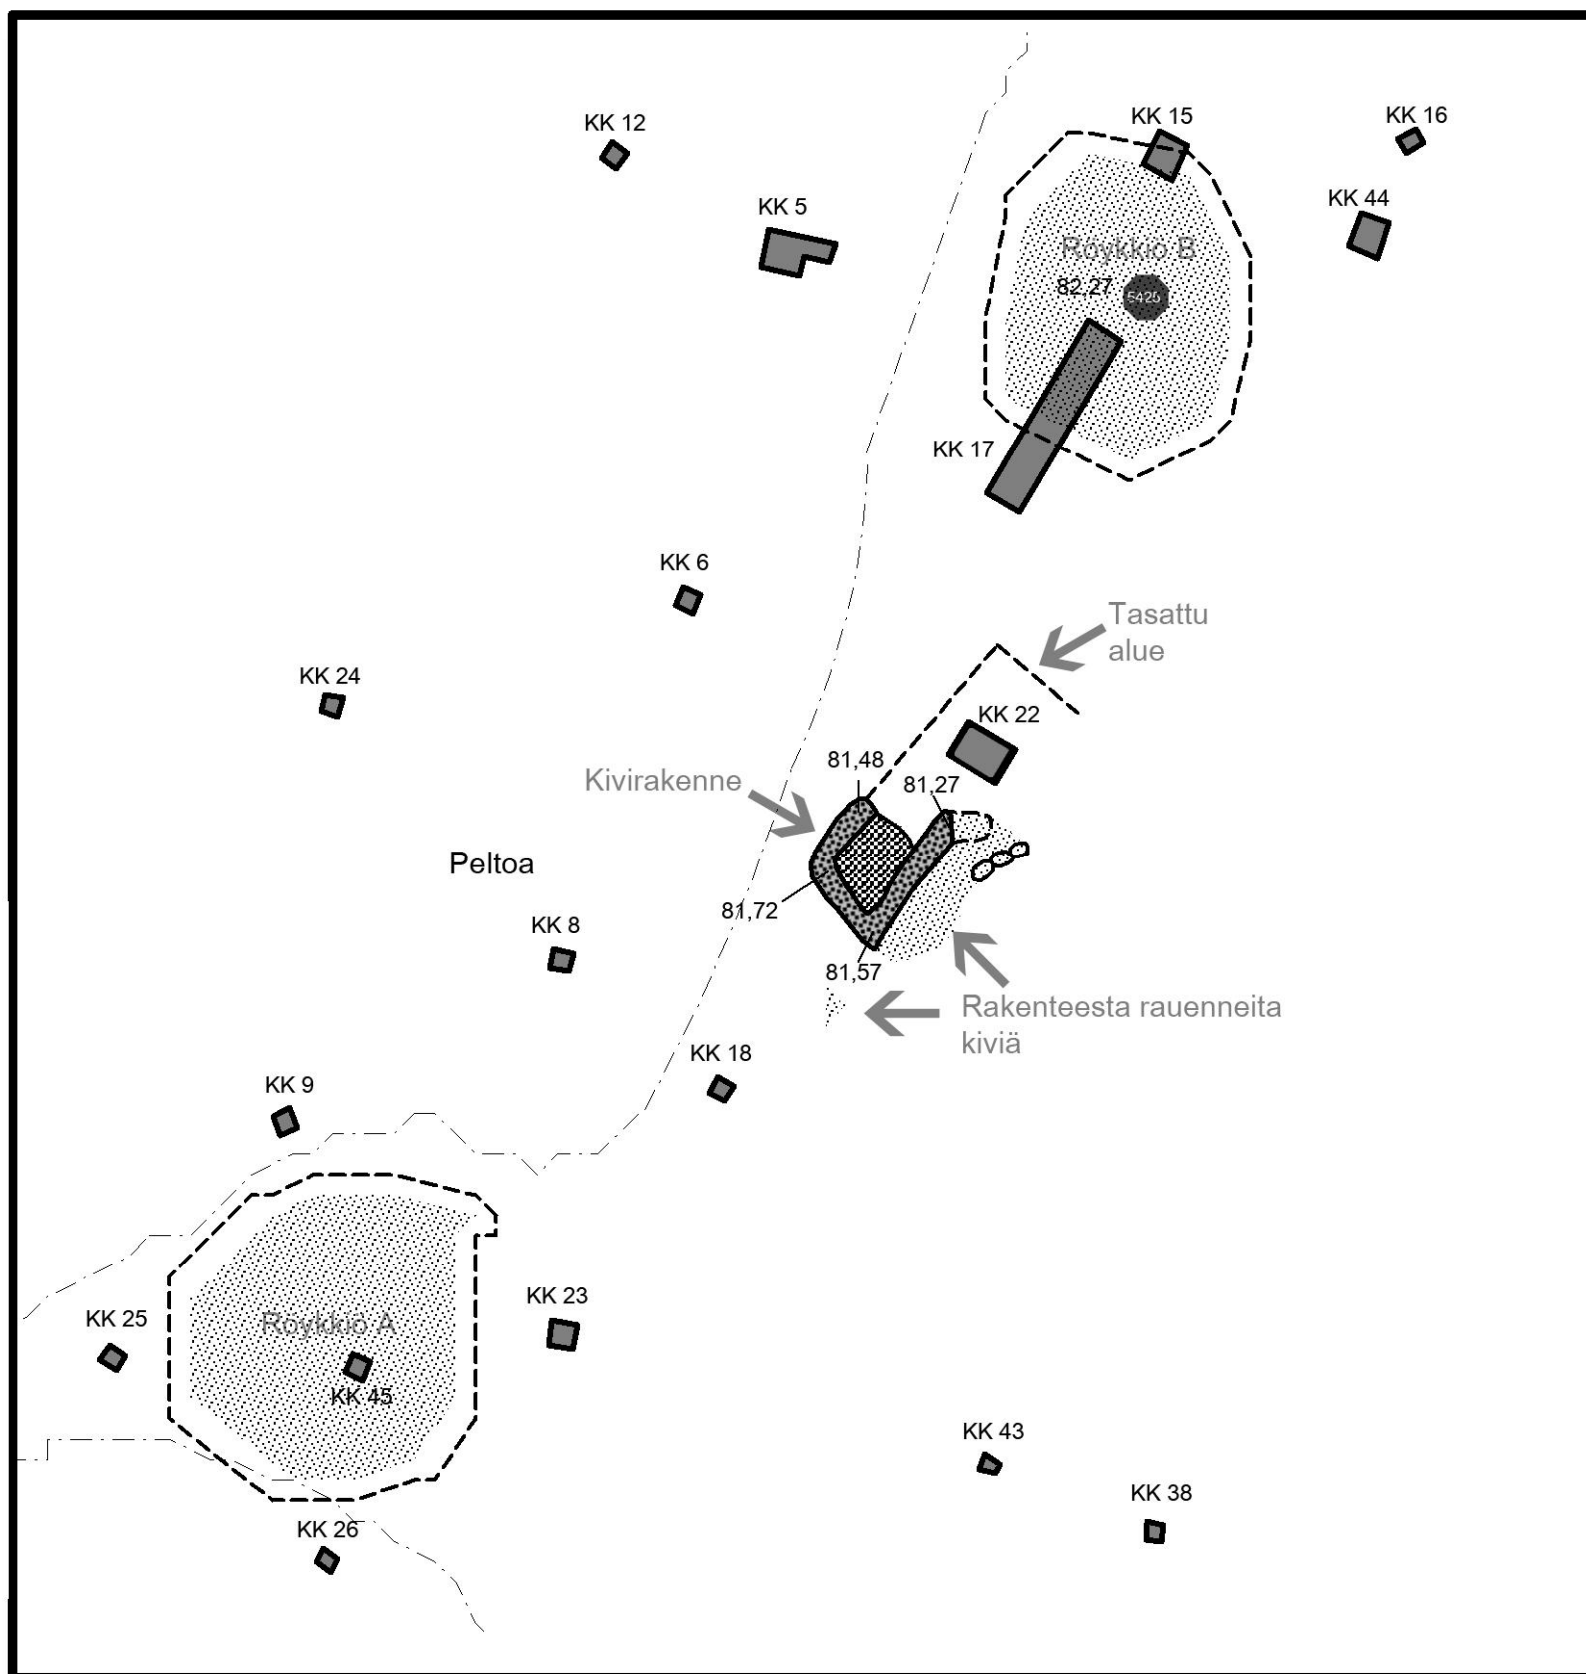 KK 12
KK 15
KK 16
KK 5
KK 44
Röykkiö B
82,27
5425
KK 17
KK 6
Tasattu
alue
KK 24
KK 22
81,48
Kivirakenne
81,27
Peltoa
81,72
KK 8
81,57
Rakenteesta rauenneita
kiviä
KK 18
KK 9
KK 23
KK 25
Röykkiö A
KK 45
KK 43
KK 38
KK 26